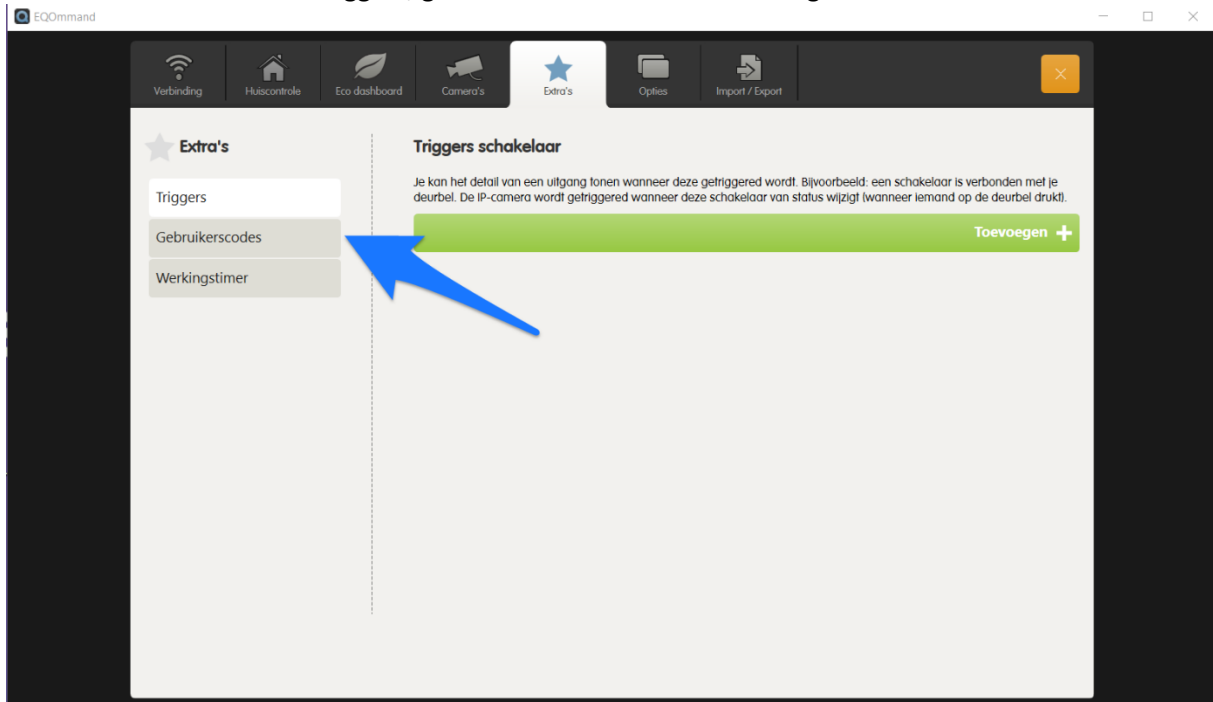 EQOmmand
Verbinding
Huiscontrole
Eco dashboard
Camera's
Extra's
Opties
Import / Export
Extra's
Triggers
Gebruikerscodes
Werkingstimer
Triggers schakelaar
Je kan het detail van een uitgang tonen wanneer deze getriggered wordt. Bijvoorbeeld: een schakelaar is verbonden met je
deurbel. De IP-camera wordt getriggered wanneer deze schakelaar van status wijzigt (wanneer iemand op de deurbel drukt).
Toevoegen